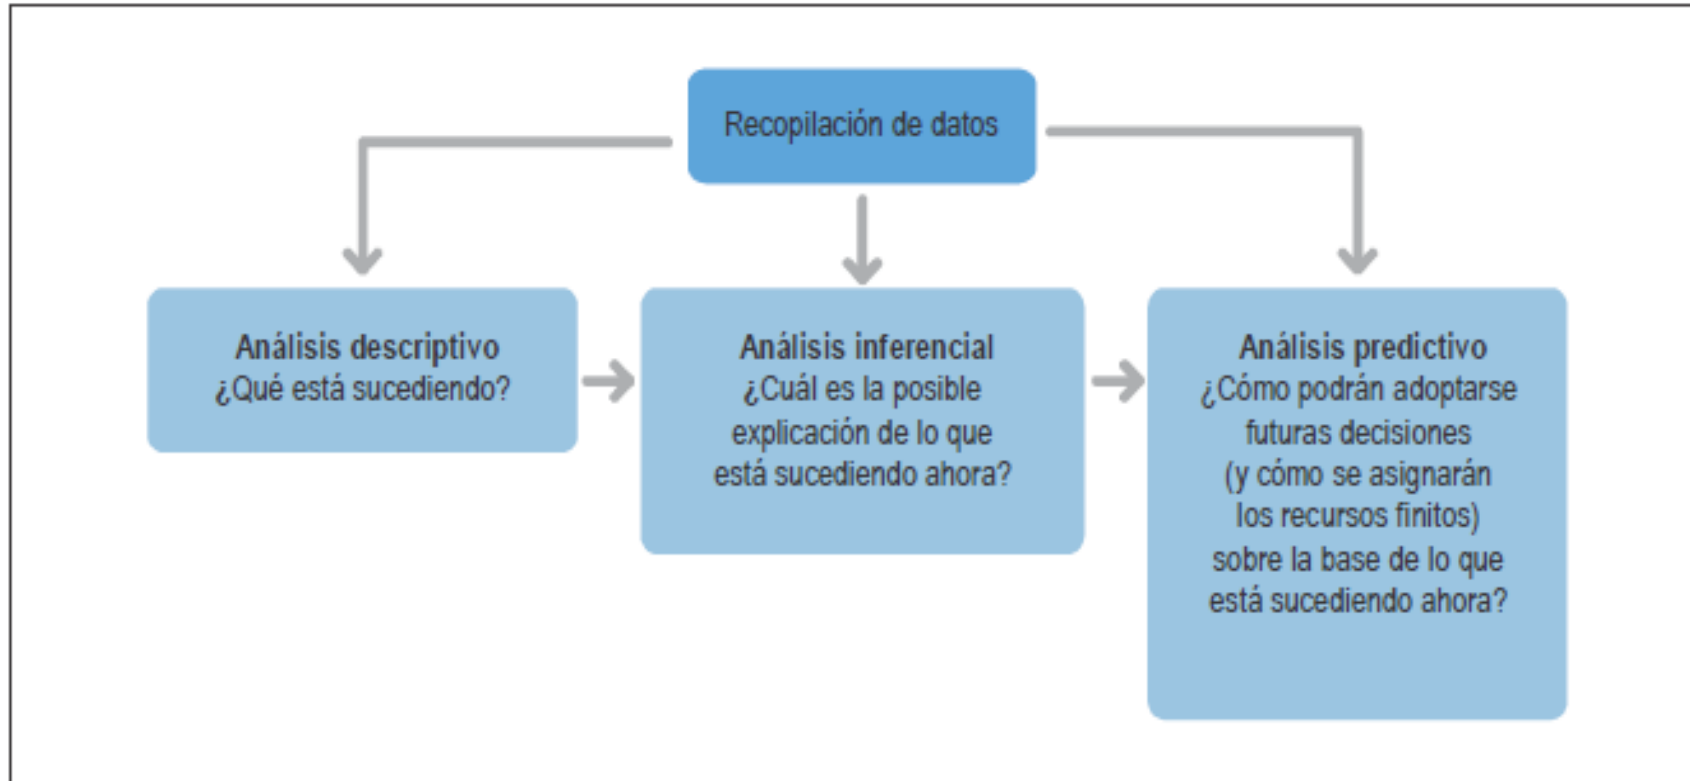 Recopilación de datos
Análisis descriptivo
¿Qué está sucediendo?
Análisis inferencial
¿Cuál es la posible
explicación de lo que
está sucediendo ahora?
Análisis predictivo
¿Cómo podrán adoptarse
futuras decisiones
(y cómo se asignarán
los recursos finitos)
sobre la base de lo que
está sucediendo ahora?